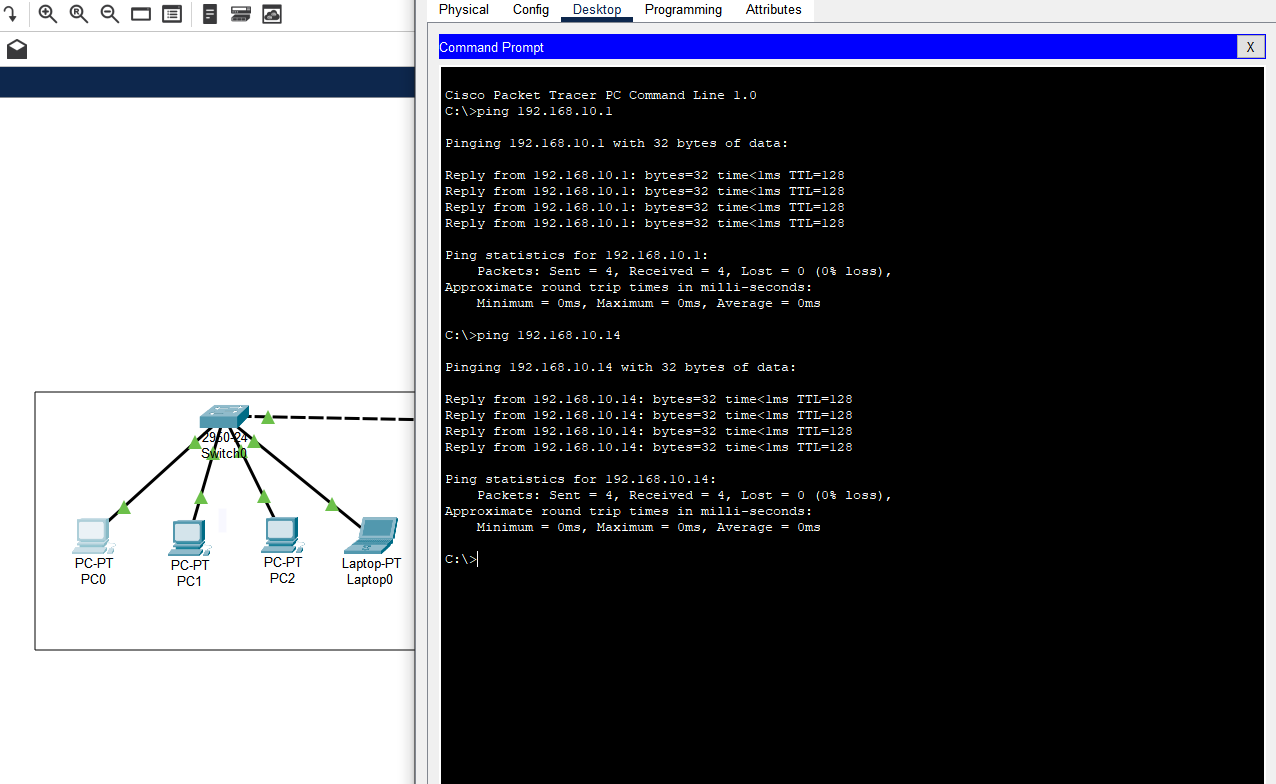 Physical Config Desktop Programming Attributes
Command Prompt
X
Cisco Packet Tracer PC Command Line 1.0
C:\>ping 192.168.10.1
Pinging 192.168.10.1 with 32 bytes of data:
Reply from 192.168.10.1: bytes=32 time<1ms TTL=128
Reply from 192.168.10.1: bytes=32 time<1ms TTL=128
Reply from 192.168.10.1: bytes=32 time<1ms TTL=128
Reply from 192.168.10.1: bytes=32 time<1ms TTL=128
Ping statistics for 192.168.10.1:
Packets: Sent = 4, Received = 4, Lost = 0 (0% loss),
Approximate round trip times in milli-seconds:
Minimum = 0ms, Maximum = 0ms, Average = 0ms
C:\>ping 192.168.10.14
Pinging 192.168.10.14 with 32 bytes of data:
Reply from 192.168.10.14: bytes=32 time<1ms TTL=128
Reply from 192.168.10.14: bytes=32 time<1ms TTL=128
Reply from 192.168.10.14: bytes=32 time<1ms TTL=128
Reply from 192.168.10.14: bytes=32 time<1ms TTL=128
Ping statistics for 192.168.10.14:
Packets: Sent = 4, Received = 4, Lost = 0 (0% loss),
Approximate round trip times in milli-seconds:
Minimum = 0ms, Maximum = 0ms, Average = 0ms
C:\>
2960-24
Switch0
PC-PT
PC0
PC-PT
PC1
PC-PT
PC2
Laptop-PT
Laptop0